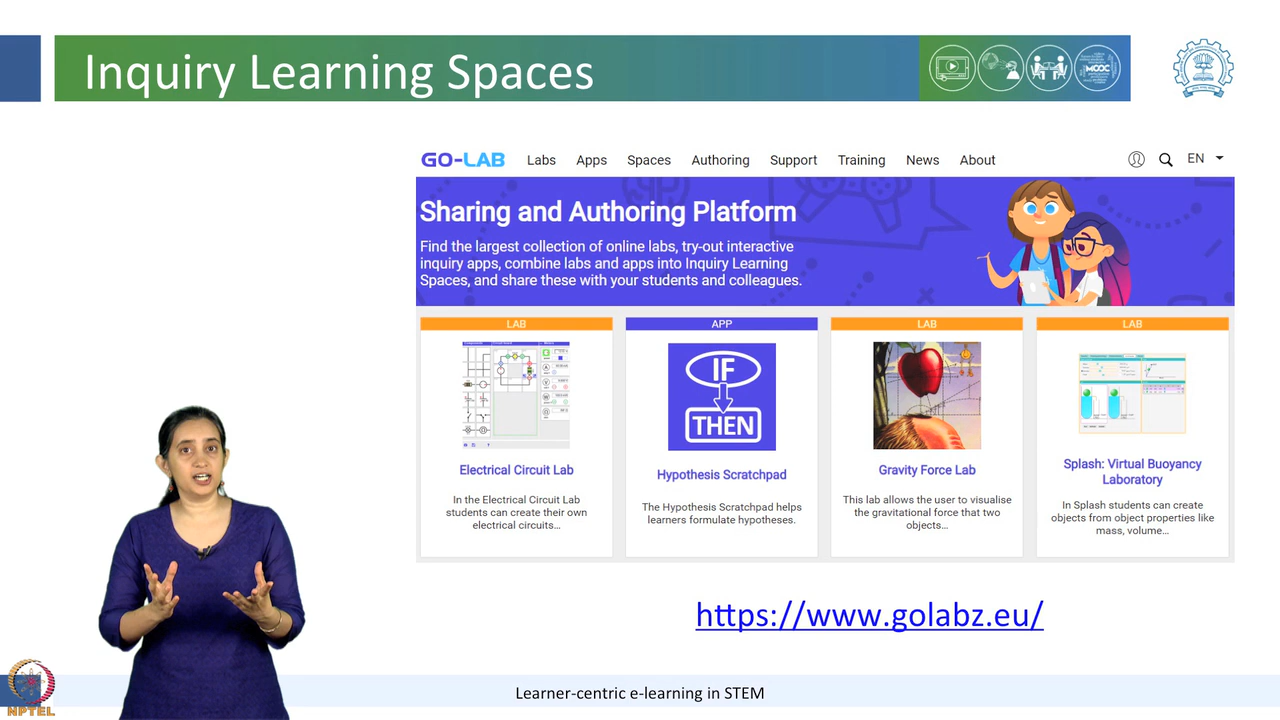 Inquiry Learning Spaces
MOOC
GO-LAB Labs Apps Spaces Authoring Support Training News About EN
Sharing and Authoring Platform
Find the largest collection of online labs, try-out interactive
inquiry apps, combine labs and apps into Inquiry Learning
Spaces, and share these with your students and colleagues.
LAB
Electrical Circuit Lab
In the Electrical Circuit Lab
students can create their own
electrical circuits...
APP
IF
THEN
Hypothesis Scratchpad
The Hypothesis Scratchpad helps
learners formulate hypotheses.
LAB
Gravity Force Lab
This lab allows the user to visualise
the gravitational force that two
objects...
LAB
Splash: Virtual Buoyancy
Laboratory
In Splash students can create
objects from object properties like
mass, volume...
https://www.golabz.eu/
Learner-centric e-learning in STEM
NPTEL